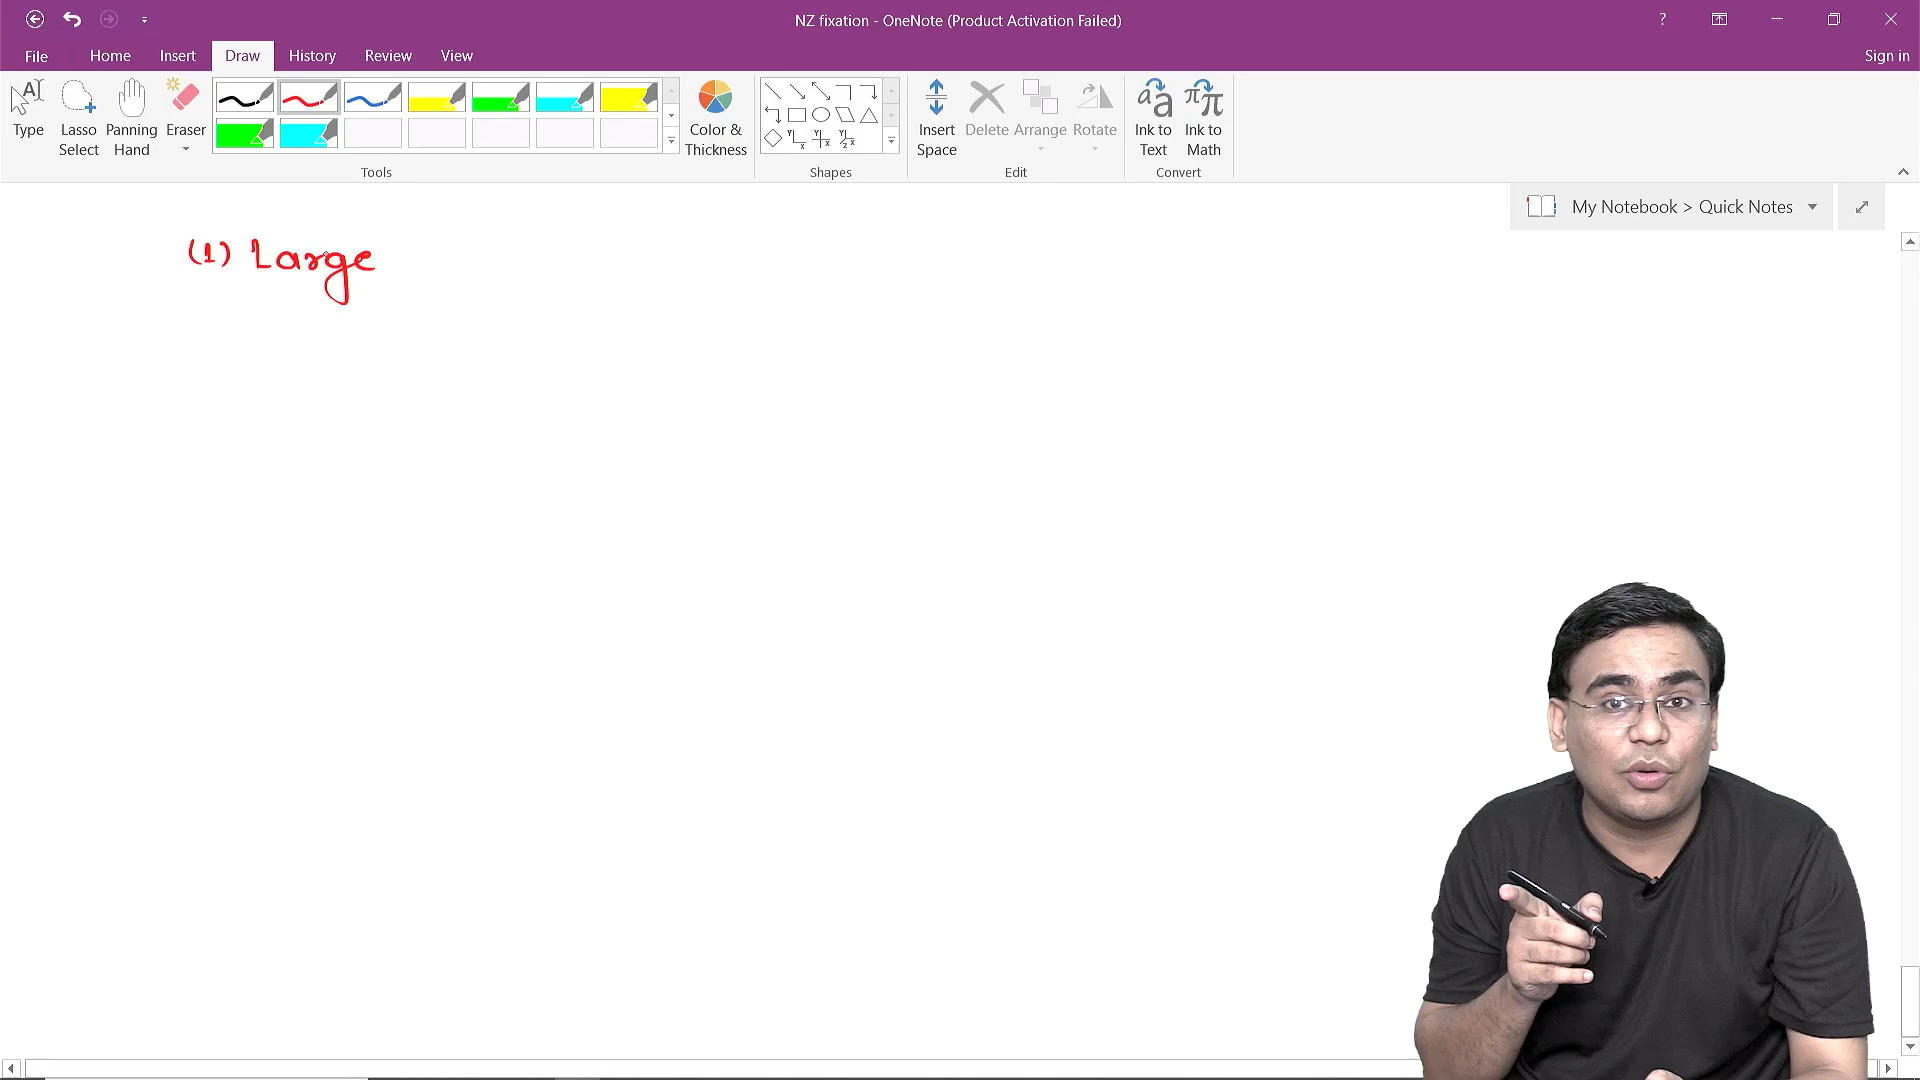 NZ fixation - OneNote (Product Activation Failed)
?
File Home Insert Draw History Review View Sign in
Type Lasso Select Panning Hand Eraser Color & Thickness Insert Space Delete Arrange Rotate Ink to Text Ink to Math
Tools Shapes Edit Convert
My Notebook > Quick Notes
(1) Large